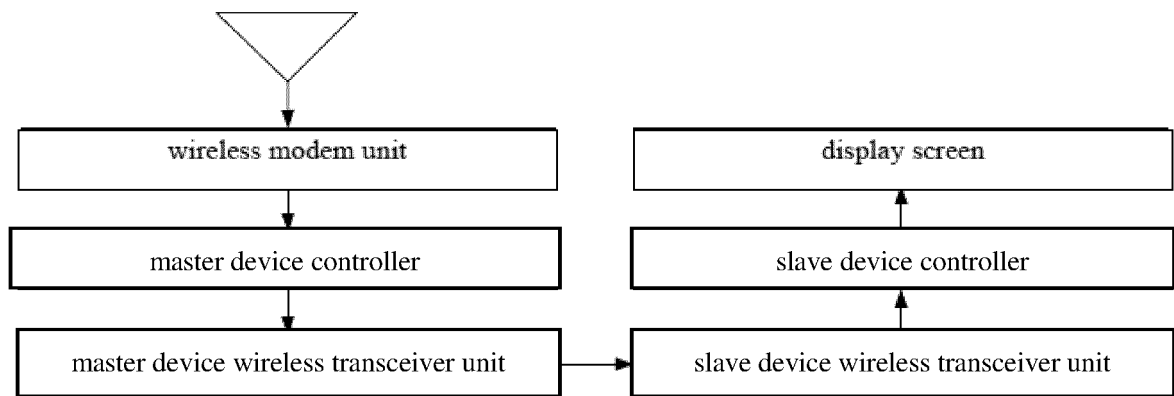 wireless modem unit
display screen
master device controller
slave device controller
master device wireless transceiver unit
slave device wireless transceiver unit